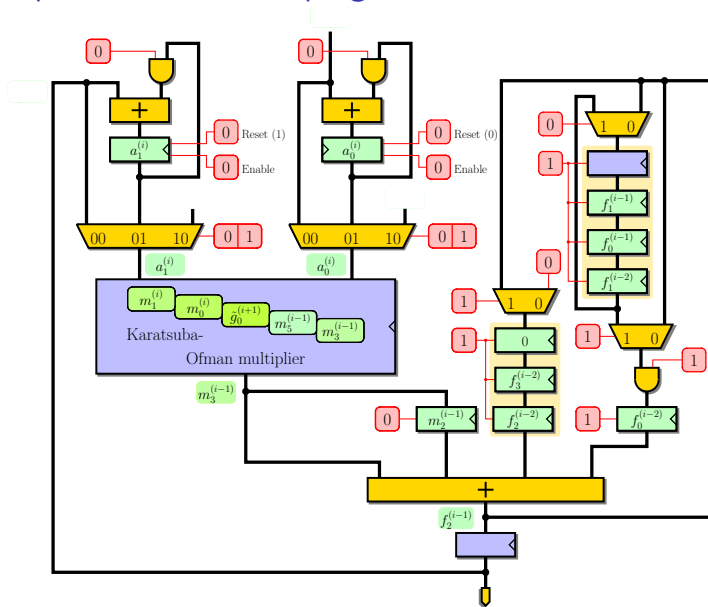 0
0
+
+
a_1^{(i)}
0
Reset (1)
a_0^{(i)}
0
Reset (0)
0
Enable
0
Enable
0
1 0
1
f_1^{(i-1)}
f_0^{(i-1)}
f_1^{(i-2)}
00 01 10
0 1
00 01 10
0 1
a_1^{(i)}
a_0^{(i)}
0
1
1 0
m_1^{(i)}
m_0^{(i)}
g̃_0^{(i+1)}
m_5^{(i-1)}
m_3^{(i-1)}
Karatsuba-
Ofman multiplier
1
0
f_3^{(i-2)}
f_2^{(i-2)}
1
1 0
1
m_3^{(i-1)}
0
m_2^{(i-1)}
1
f_0^{(i-2)}
+
f_2^{(i-1)}